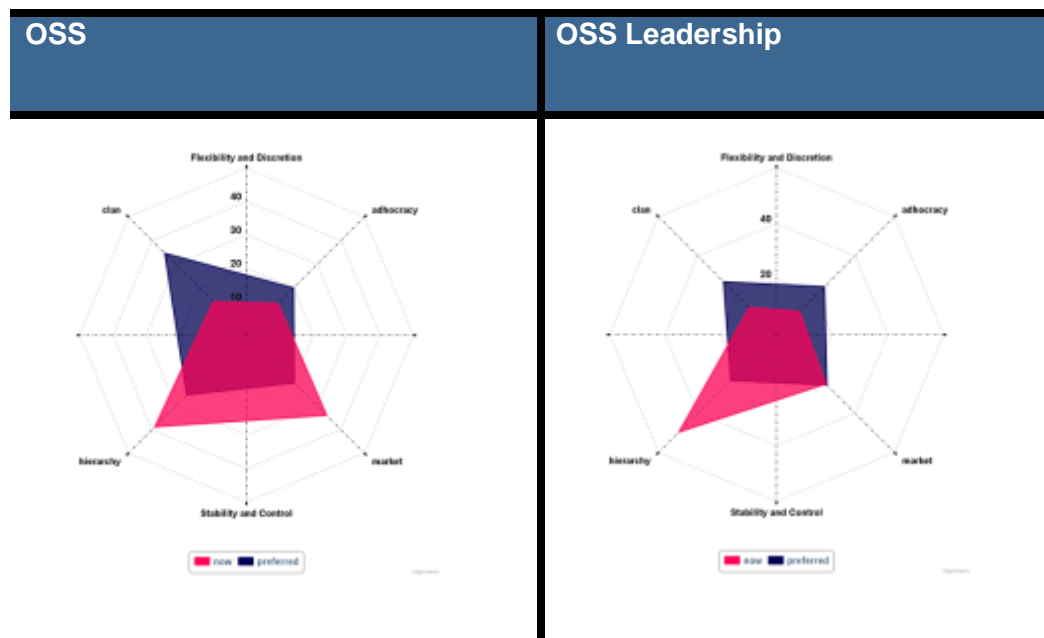 OSS
OSS Leadership
Flexibility and Discretion
40
clan
adhocracy
30
20
10
hierarchy
market
Stability and Control
now preferred
Flexibility and Discretion
clan
adhocracy
40
20
hierarchy
market
Stability and Control
now preferred